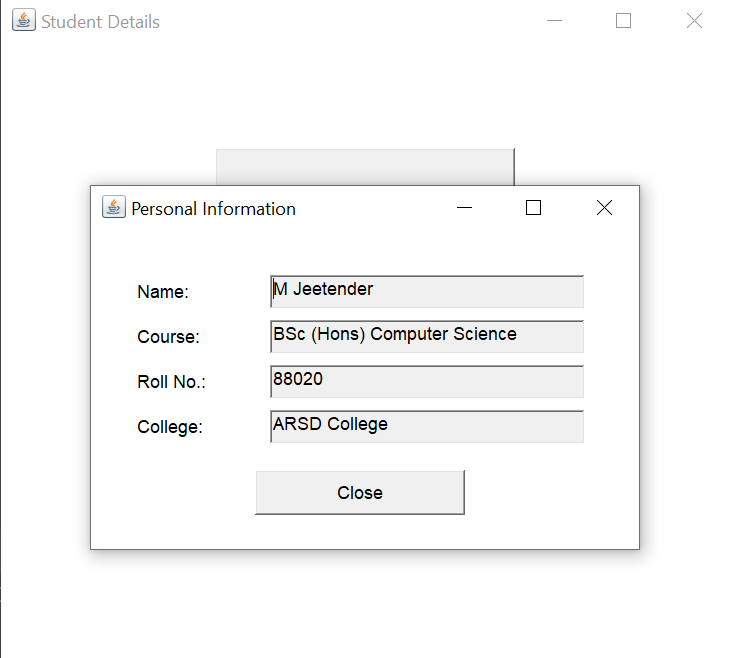 Student Details
Personal Information
Name: M Jeetender
Course: BSc (Hons) Computer Science
Roll No.: 88020
College: ARSD College
Close